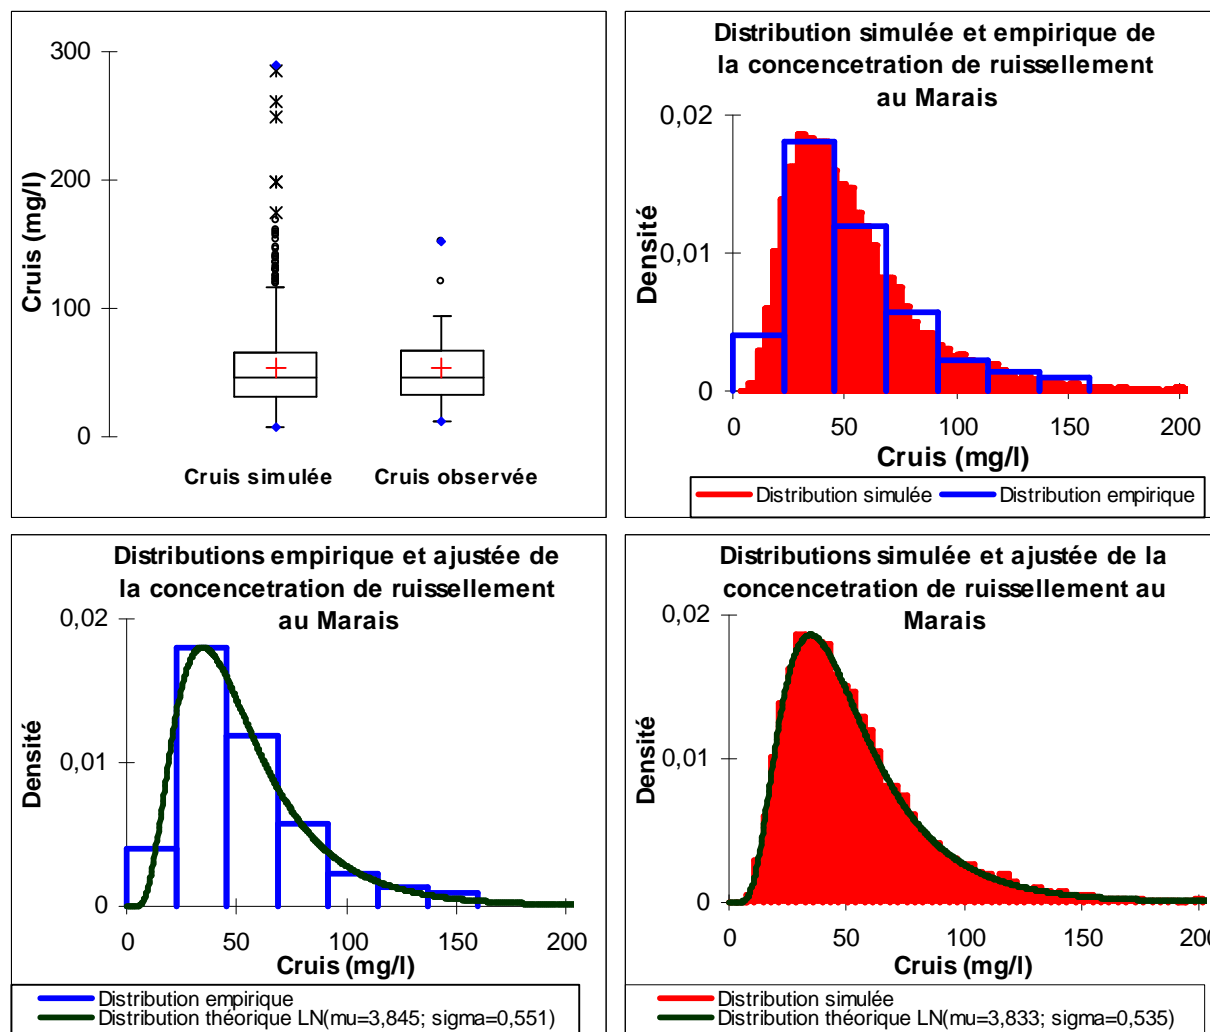 300
200
100
0
Cruis (mg/l)
Cruis simulée
Cruis observée
Distribution simulée et empirique de
la concencetration de ruissellement
au Marais
0,02
0,01
0
Densité
0
50
100
150
200
Cruis (mg/l)
Distribution simulée
Distribution empirique
Distributions empirique et ajustée de
la concencetration de ruissellement
au Marais
0,02
0,01
0
Densité
0
50
100
150
200
Cruis (mg/l)
Distribution empirique
Distribution théorique LN(mu=3,845; sigma=0,551)
Distributions simulée et ajustée de la
concencetration de ruissellement au
Marais
0,02
0,01
0
Densité
0
50
100
150
200
Cruis (mg/l)
Distribution simulée
Distribution théorique LN(mu=3,833; sigma=0,535)